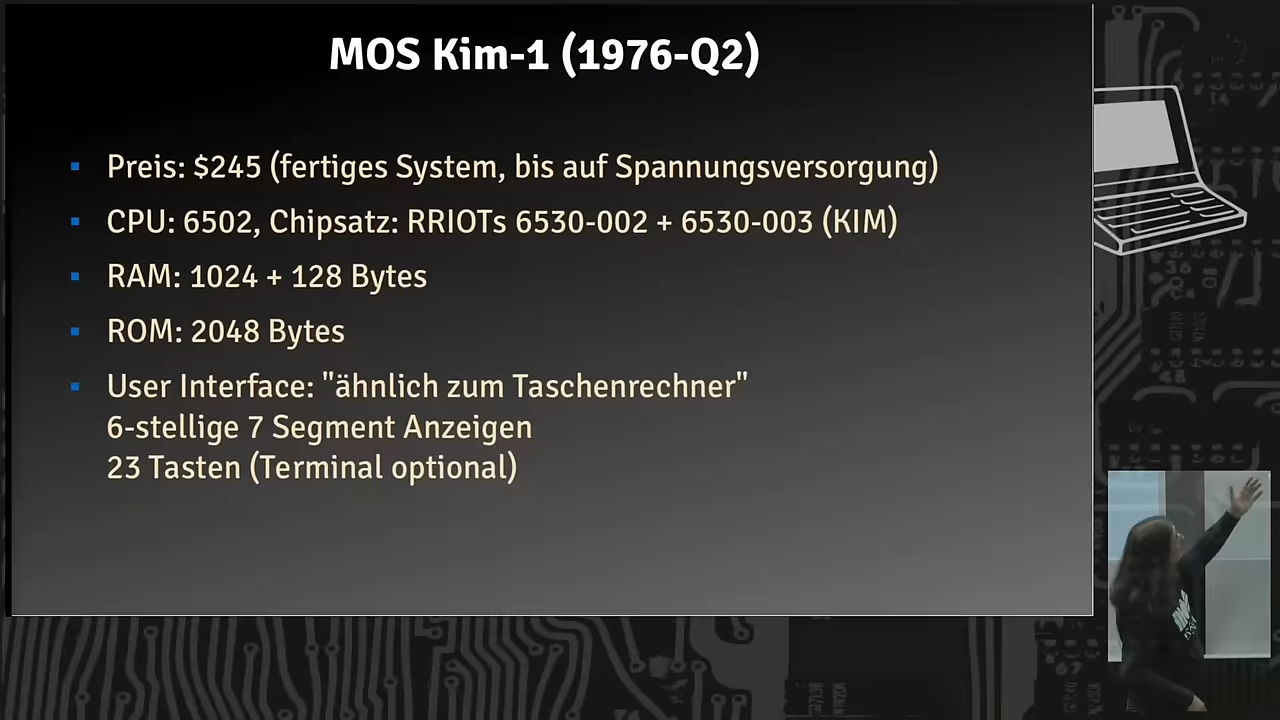 MOS Kim-1 (1976-Q2)
Preis: $245 (fertiges System, bis auf Spannungsversorgung)
CPU: 6502, Chipsatz: RRIOTs 6530-002 + 6530-003 (KIM)
RAM: 1024 + 128 Bytes
ROM: 2048 Bytes
User Interface: "ähnlich zum Taschenrechner"
6-stellige 7 Segment Anzeigen
23 Tasten (Terminal optional)